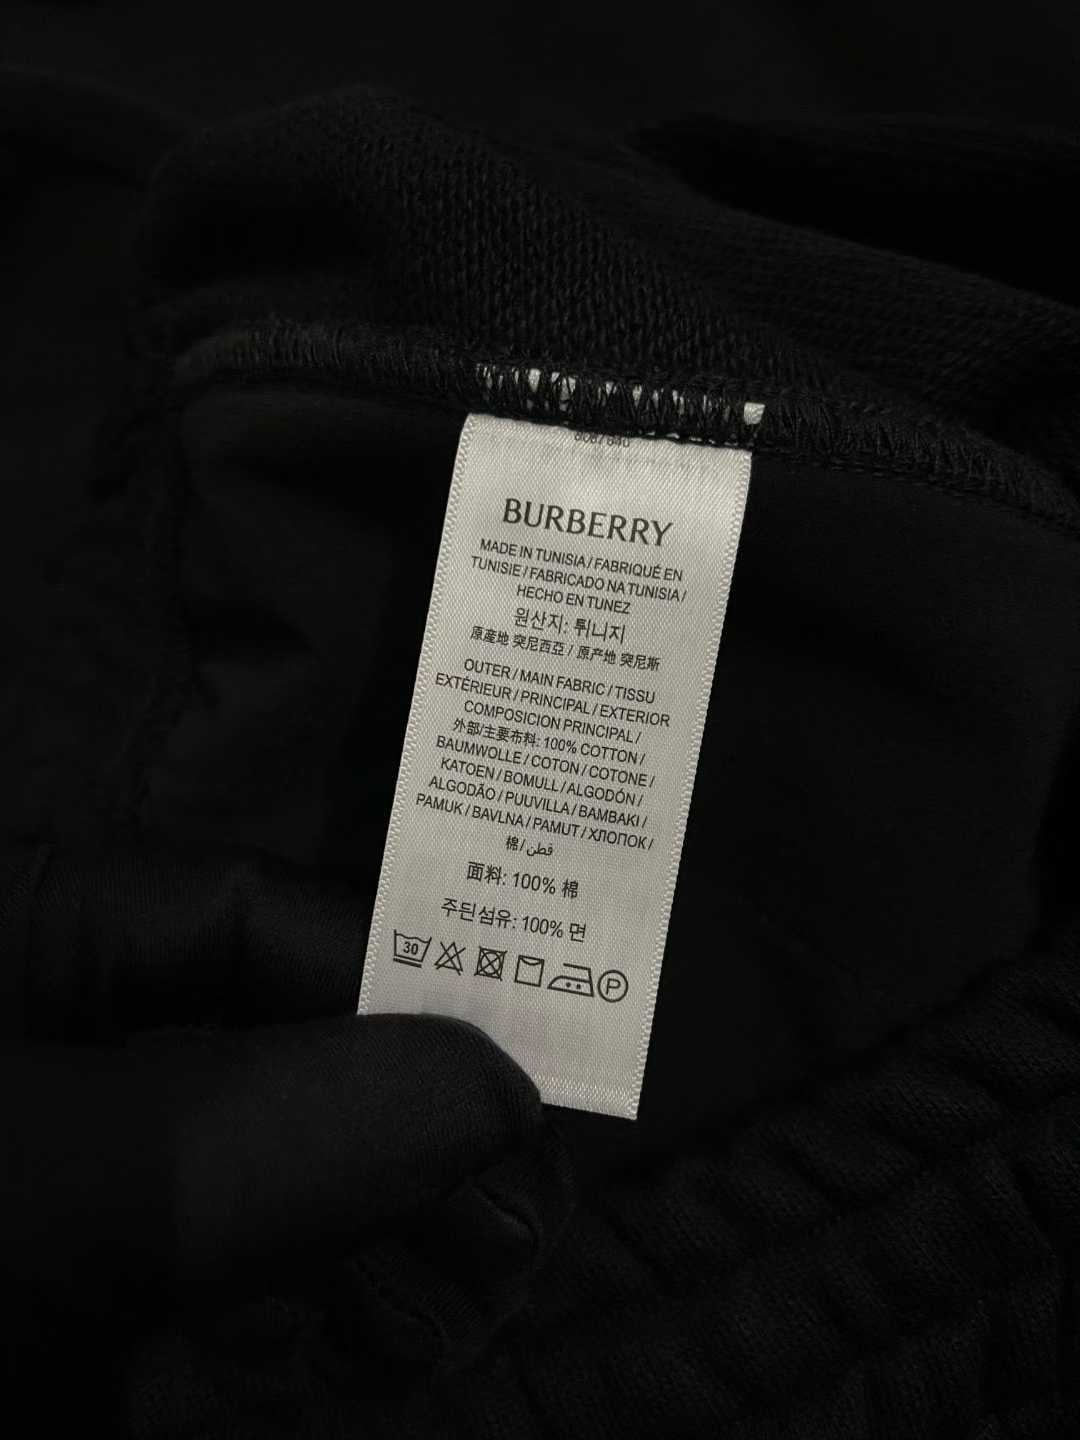 BURBERRY
MADE IN TUNISIA / FABRIQUÉ EN
TUNISIE / FABRICADO NA TUNISIA /
HECHO EN TUNEZ
원산지: 튀니지
原産地 突尼西亞 / 原产地 突尼斯
OUTER / MAIN FABRIC / TISSU
EXTÉRIEUR / PRINCIPAL / EXTERIOR
COMPOSICION PRINCIPAL /
外部/主要布料: 100% COTTON /
BAUMWOLLE / COTON / COTONE /
KATOEN / BOMULL / ALGODÓN /
ALGODÃO / PUUVILLA / BAMBAKI /
PAMUK / BAVLNA / PAMUT / ХЛОПОК /
棉 / قطن
面料: 100% 棉
주된섬유: 100% 면
30 P